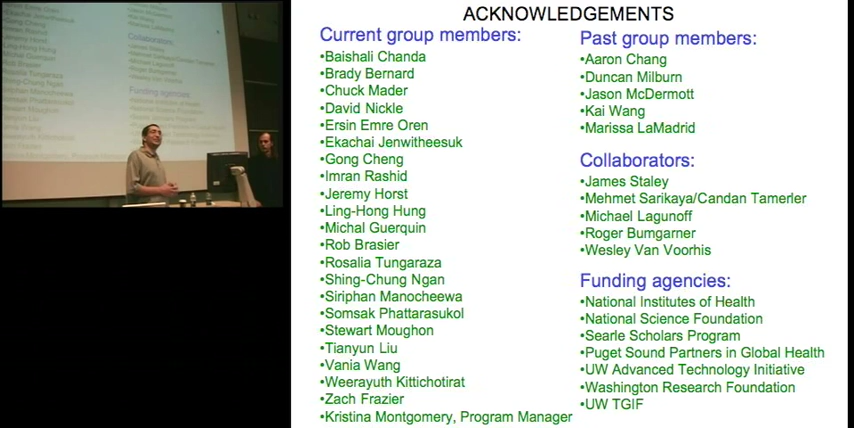 ACKNOWLEDGEMENTS
Current group members:
•Baishali Chanda
•Brady Bernard
•Chuck Mader
•David Nickle
•Ersin Emre Oren
•Ekachai Jenwitheesuk
•Gong Cheng
•Imran Rashid
•Jeremy Horst
•Ling-Hong Hung
•Michal Guerquin
•Rob Brasier
•Rosalia Tungaraza
•Shing-Chung Ngan
•Siriphan Manocheewa
•Somsak Phattarasukol
•Stewart Moughon
•Tianyun Liu
•Vania Wang
•Weerayuth Kittichotirat
•Zach Frazier
•Kristina Montgomery, Program Manager
Past group members:
•Aaron Chang
•Duncan Milburn
•Jason McDermott
•Kai Wang
•Marissa LaMadrid
Collaborators:
•James Staley
•Mehmet Sarikaya/Candan Tamerler
•Michael Lagunoff
•Roger Bumgarner
•Wesley Van Voorhis
Funding agencies:
•National Institutes of Health
•National Science Foundation
•Searle Scholars Program
•Puget Sound Partners in Global Health
•UW Advanced Technology Initiative
•Washington Research Foundation
•UW TGIF